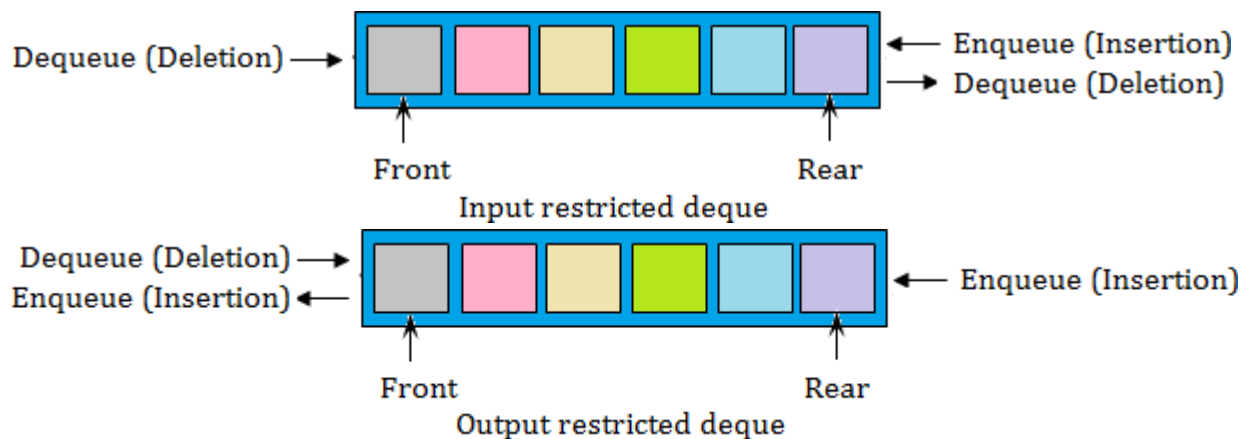 Dequeue (Deletion)
Enqueue (Insertion)
Dequeue (Deletion)
Front
Rear
Input restricted deque
Dequeue (Deletion)
Enqueue (Insertion)
Enqueue (Insertion)
Front
Rear
Output restricted deque